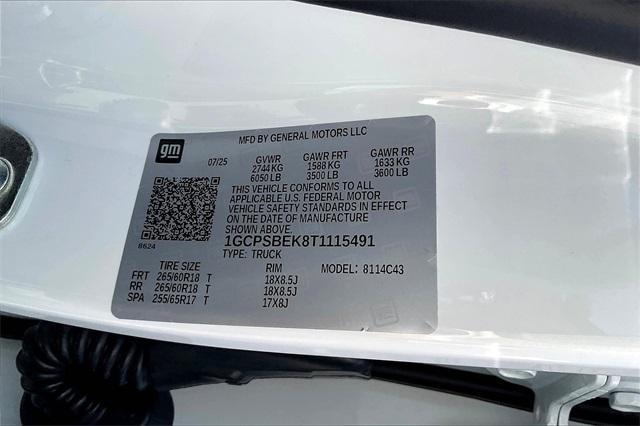 gm
MFD BY GENERAL MOTORS LLC
07/25 GVWR GAWR FRT GAWR RR
2744 KG 1588 KG 1633 KG
6050 LB 3500 LB 3600 LB
THIS VEHICLE CONFORMS TO ALL
APPLICABLE U.S. FEDERAL MOTOR
VEHICLE SAFETY STANDARDS IN EFFECT
ON THE DATE OF MANUFACTURE
SHOWN ABOVE.
8624
1GCPSBEK8T1115491
TYPE: TRUCK
TIRE SIZE RIM MODEL: 8114C43
FRT 265/60R18 T 18X8.5J
RR 265/60R18 T 18X8.5J
SPA 255/65R17 T 17X8J